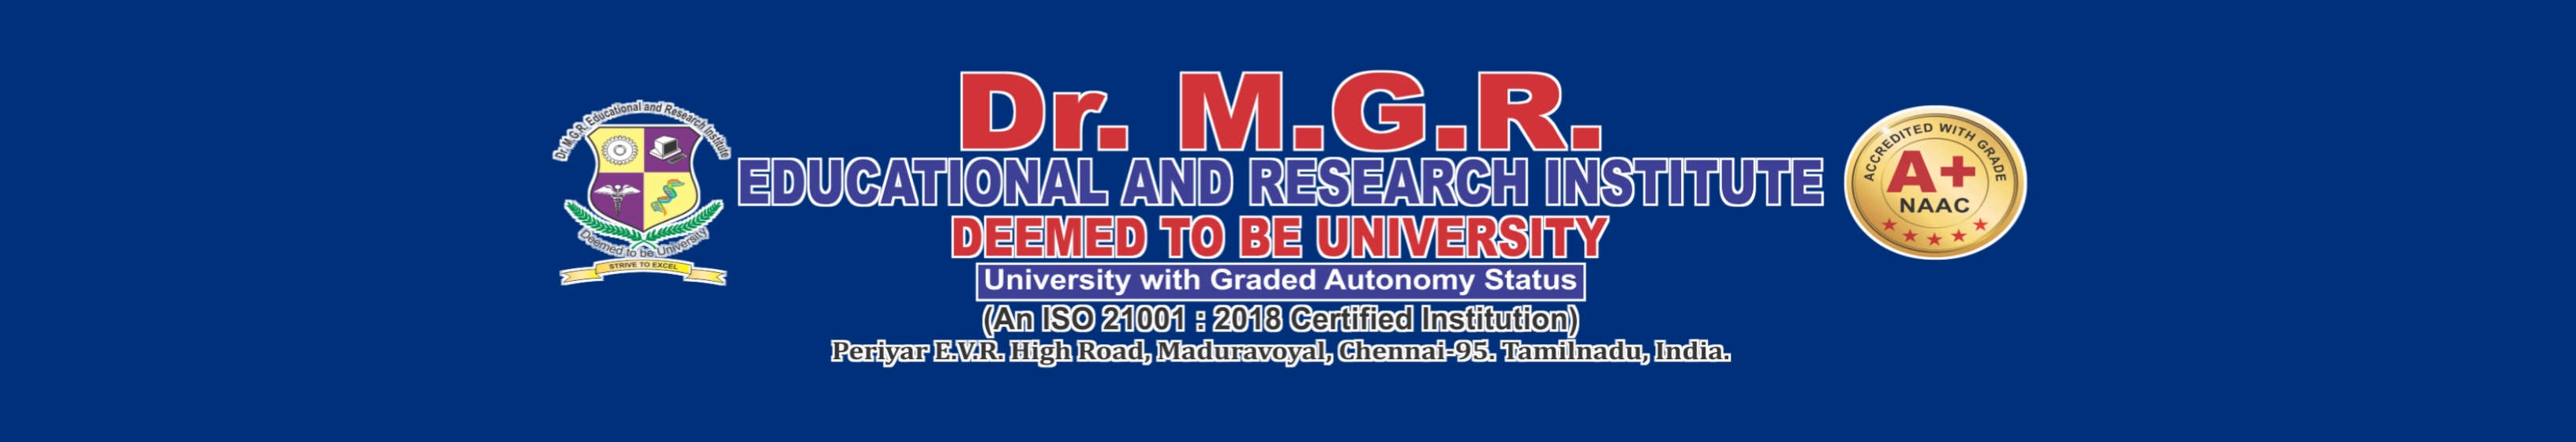 Dr. M.G.R. Educational and Research Institute
Deemed to be University
STRIVE TO EXCEL
Dr. M.G.R.
EDUCATIONAL AND RESEARCH INSTITUTE
DEEMED TO BE UNIVERSITY
University with Graded Autonomy Status
(An ISO 21001 : 2018 Certified Institution)
Periyar E.V.R. High Road, Maduravoyal, Chennai-95. Tamilnadu, India.
ACCREDITED WITH GRADE
A+
NAAC